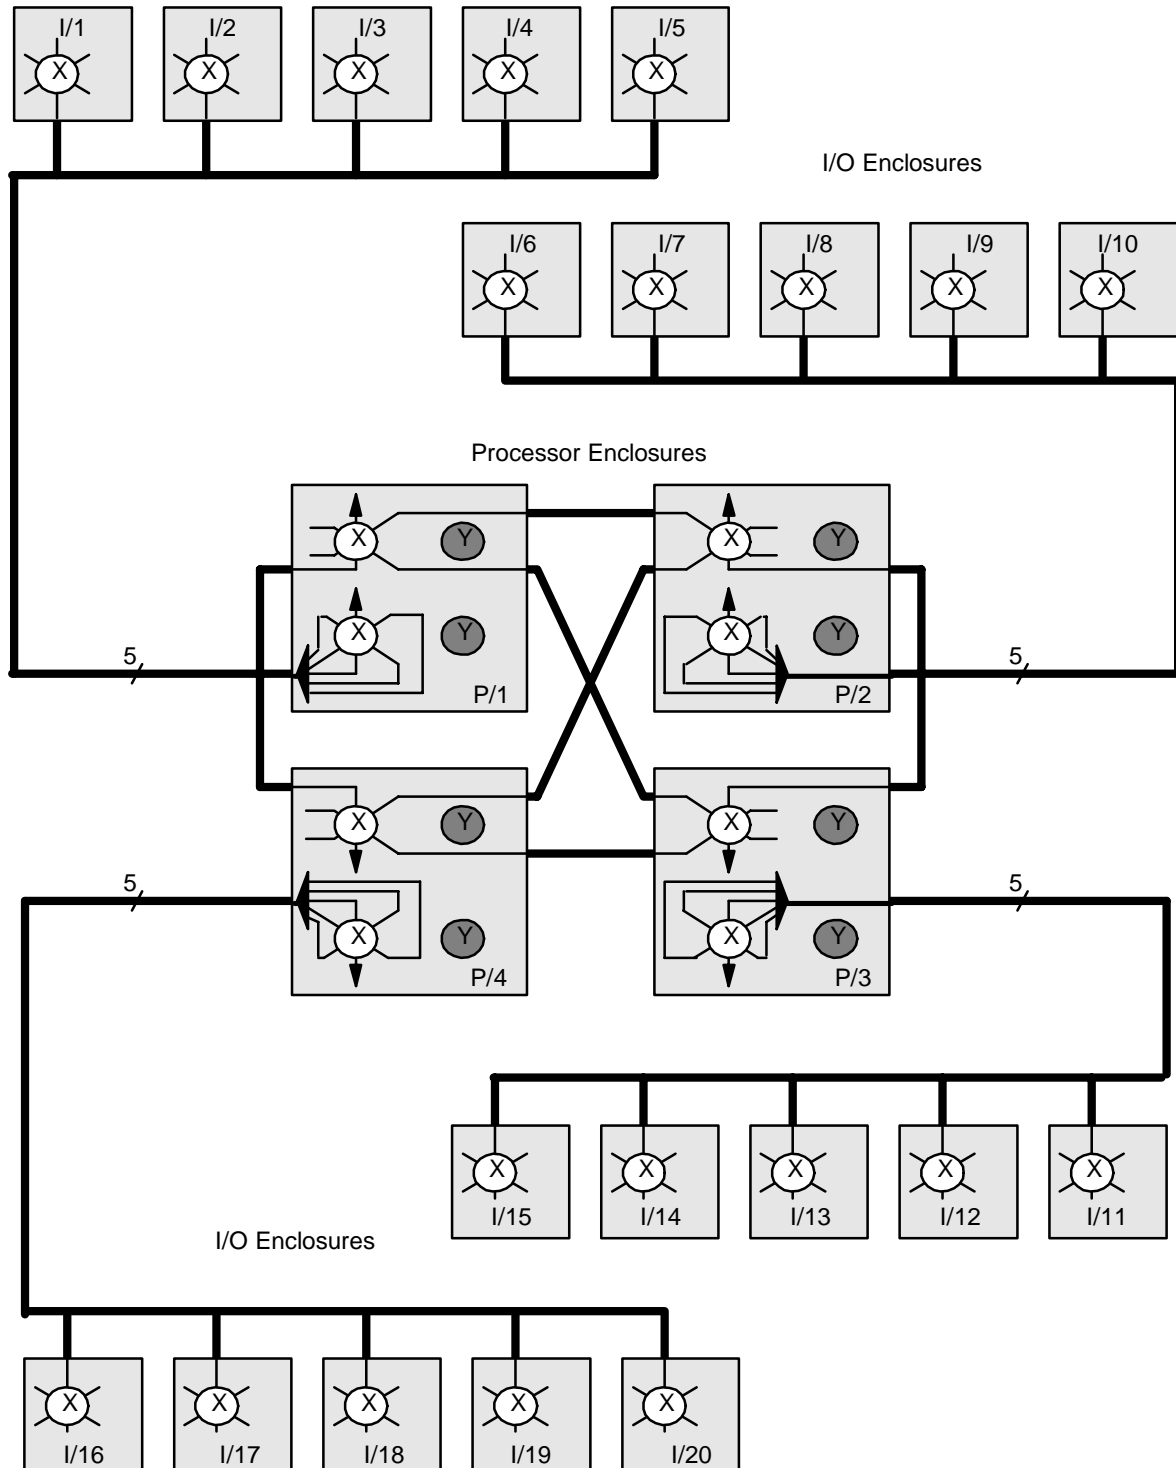 I/1 I/2 I/3 I/4 I/5
X X X X X
I/O Enclosures
I/6 I/7 I/8 I/9 I/10
X X X X X
Processor Enclosures
X Y X Y
X Y X Y
5 5
P/1 P/2
X Y X Y
5 5
X Y X Y
P/4 P/3
X X X X X
I/15 I/14 I/13 I/12 I/11
I/O Enclosures
X X X X X
I/16 I/17 I/18 I/19 I/20